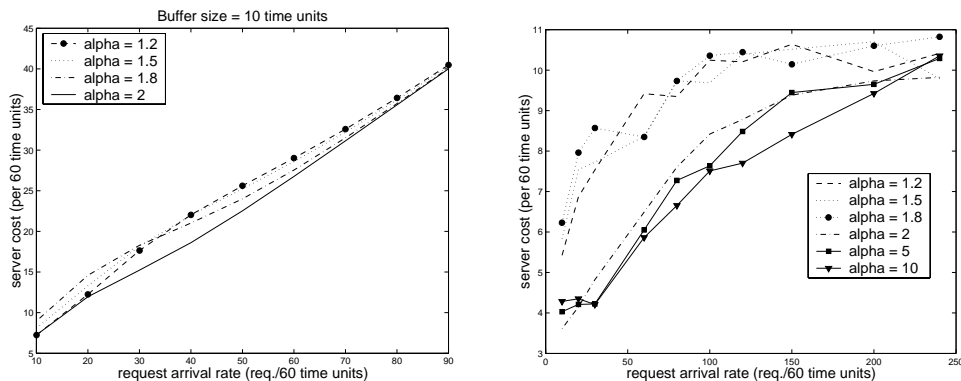 Buffer size = 10 time units
45
40
35
30
25
20
15
10
5
server cost (per 60 time units)
alpha = 1.2
alpha = 1.5
alpha = 1.8
alpha = 2
10 20 30 40 50 60 70 80 90
request arrival rate (req./60 time units)
11
10
9
8
7
6
5
4
3
server cost (per 60 time units)
alpha = 1.2
alpha = 1.5
alpha = 1.8
alpha = 2
alpha = 5
alpha = 10
0 50 100 150 200 250
request arrival rate (req./60 time units)